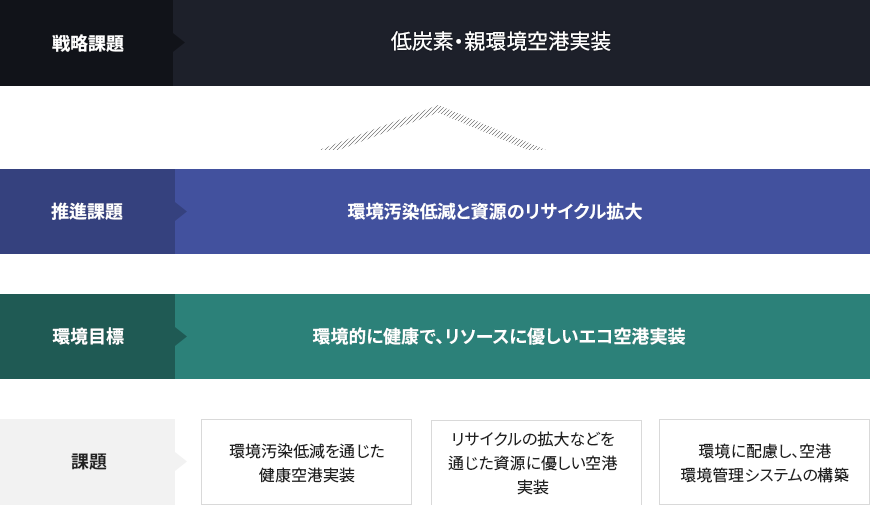 戦略課題
低炭素・親環境空港実装
推進課題
環境汚染低減と資源のリサイクル拡大
環境目標
環境的に健康で、リソースに優しいエコ空港実装
課題
環境汚染低減を通じた
健康空港実装
リサイクルの拡大などを
通じた資源に優しい空港
実装
環境に配慮し、空港
環境管理システムの構築